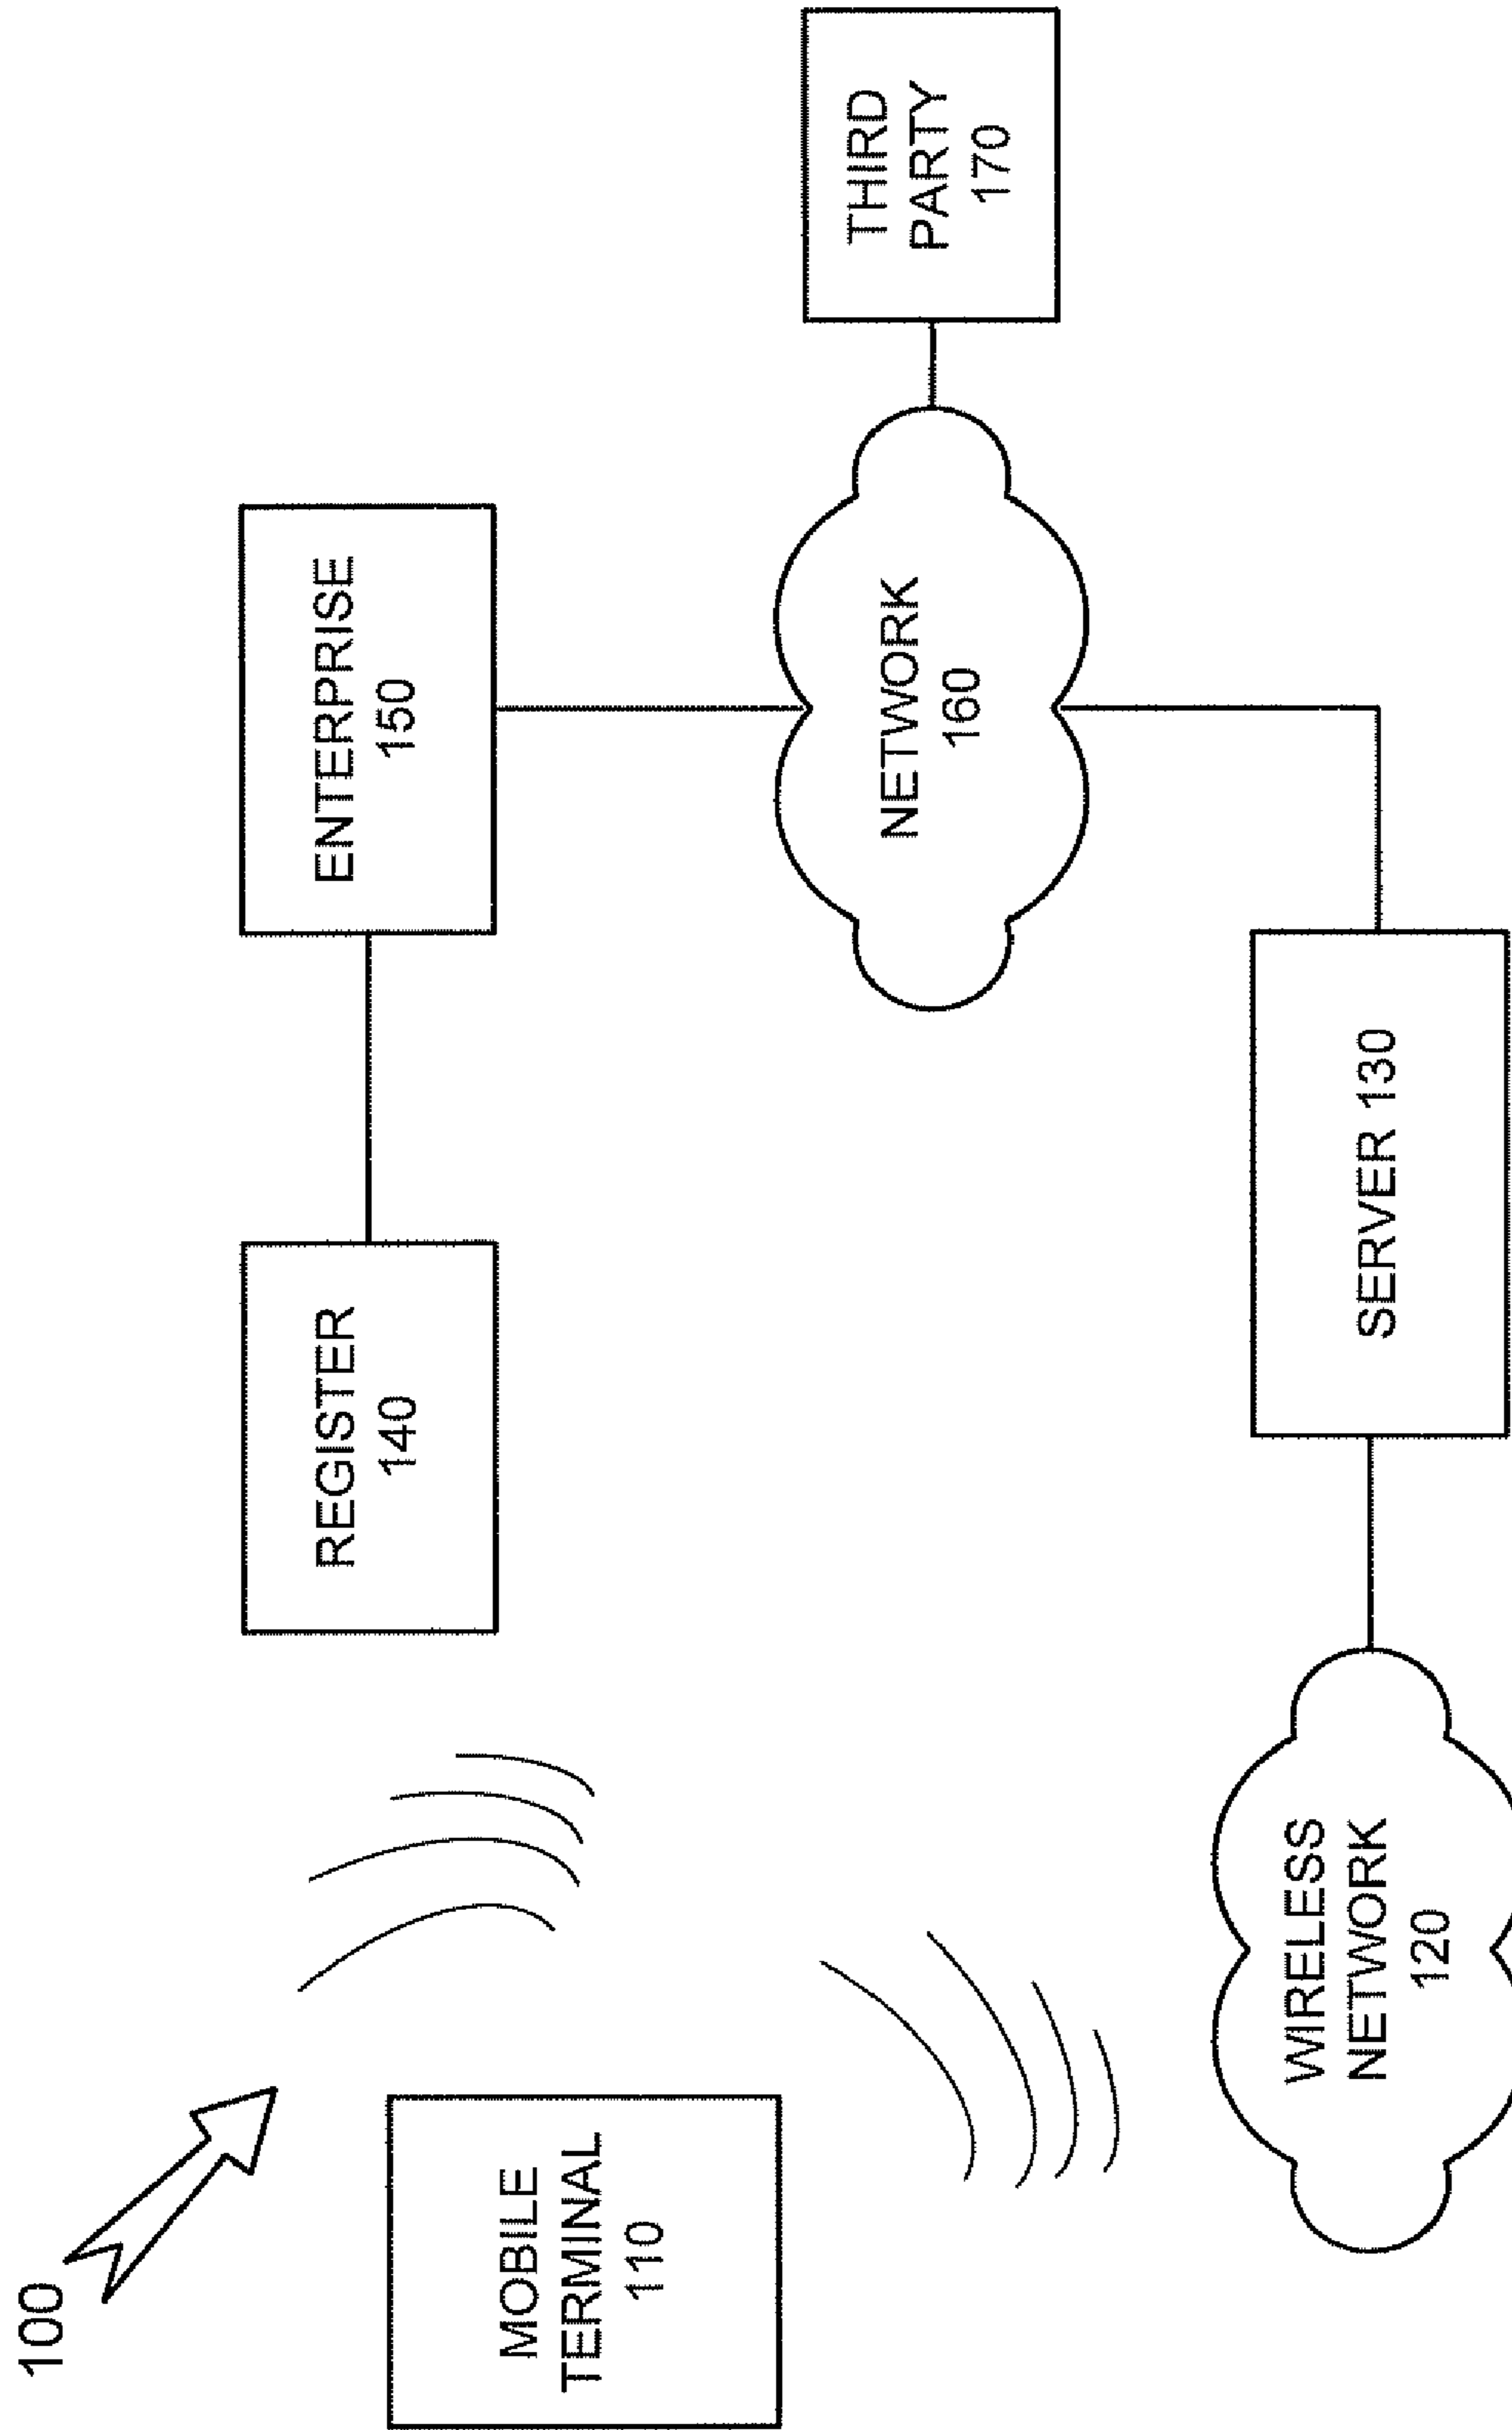 100
MOBILE
TERMINAL
110
REGISTER
140
ENTERPRISE
150
NETWORK
160
THIRD
PARTY
170
WIRELESS
NETWORK
120
SERVER 130